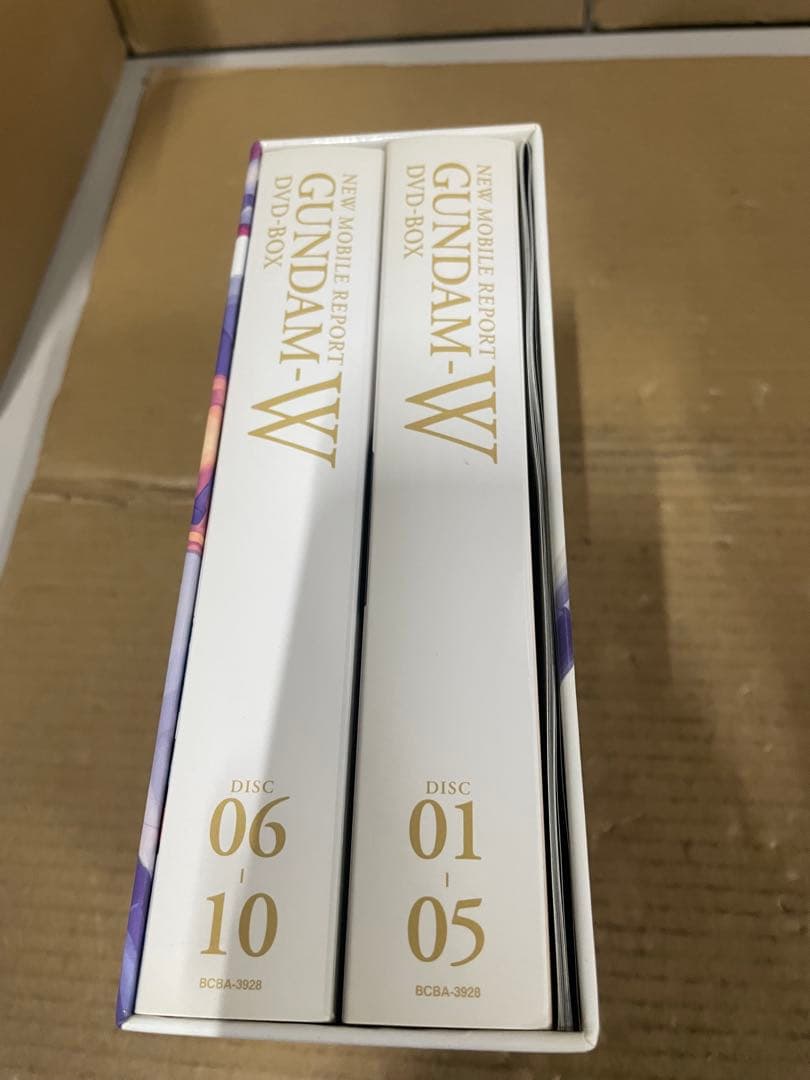 NEW MOBILE REPORT
GUNDAM-W
DVD-BOX
DISC
06
-
10
BCBA-3928
NEW MOBILE REPORT
GUNDAM-W
DVD-BOX
DISC
01
-
05
BCBA-3928